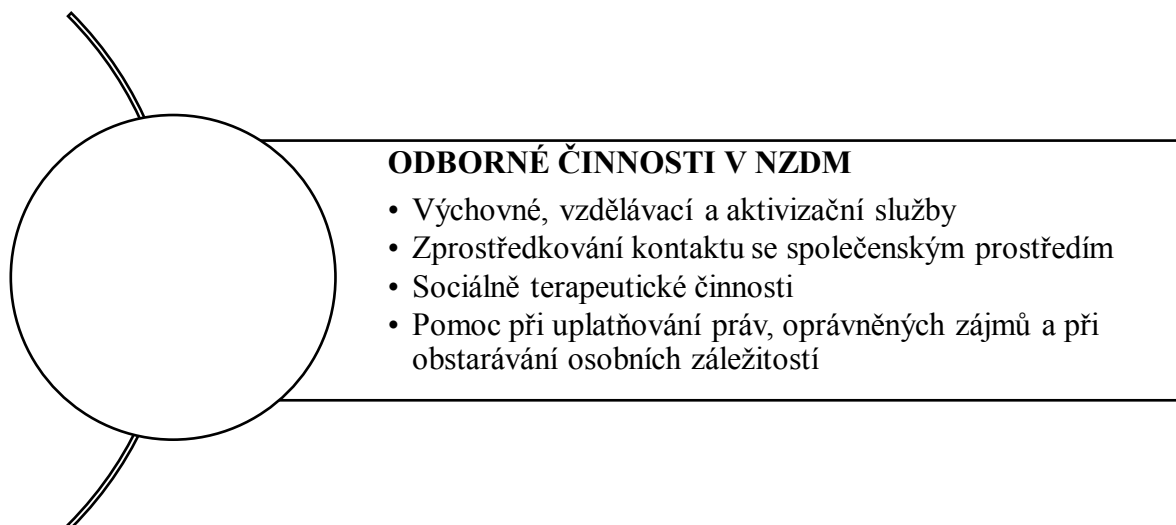 ODBORNÉ ČINNOSTI V NZDM
• Výchovné, vzdělávací a aktivizační služby
• Zprostředkování kontaktu se společenským prostředím
• Sociálně terapeutické činnosti
• Pomoc při uplatňování práv, oprávněných zájmů a při
obstarávání osobních záležitostí